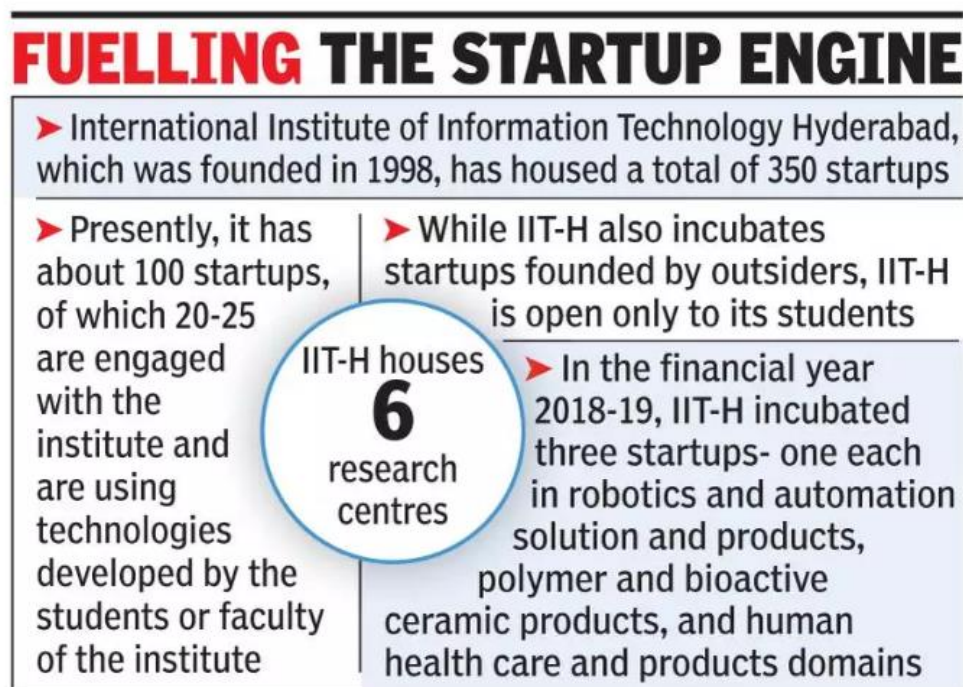 FUELLING THE STARTUP ENGINE
➤ International Institute of Information Technology Hyderabad,
which was founded in 1998, has housed a total of 350 startups
➤ Presently, it has
about 100 startups,
of which 20-25
are engaged
with the
institute and
are using
technologies
developed by the
students or faculty
of the institute
➤ While IIT-H also incubates
startups founded by outsiders, IIT-H
is open only to its students
IIT-H houses
6
research
centres
➤ In the financial year
2018-19, IIT-H incubated
three startups- one each
in robotics and automation
solution and products,
polymer and bioactive
ceramic products, and human
health care and products domains